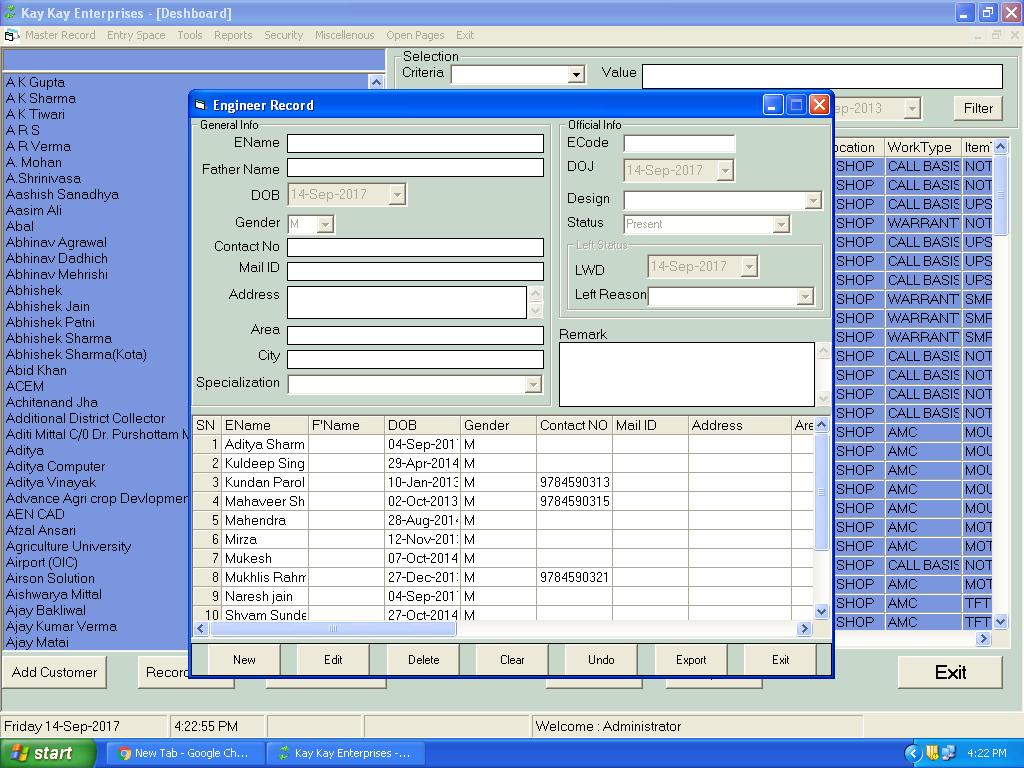 Kay Kay Enterprises - [Deshboard]
Master Record Entry Space Tools Reports Security Miscellenous Open Pages Exit
Selection
Criteria Value
ep-2013 Filter
A K Gupta
A K Sharma
A K Tiwari
A R S
A R Verma
A. Mohan
A.Shrinivasa
Aashish Sanadhya
Aasim Ali
Abal
Abhinav Agrawal
Abhinav Dadhich
Abhinav Mehrishi
Abhishek
Abhishek Jain
Abhishek Patni
Abhishek Sharma
Abhishek Sharma(Kota)
Abid Khan
ACEM
Achitanand Jha
Additional District Collector
Aditi Mittal C/0 Dr. Purshottam M
Aditya
Aditya Computer
Aditya Vinayak
Advance Agri crop Devlopmer
AEN CAD
Afzal Ansari
Agriculture University
Airport (OIC)
Airson Solution
Aishwarya Mittal
Ajay Bakliwal
Ajay Kumar Verma
Ajay Matai
Engineer Record
General Info
EName
Father Name
DOB 14-Sep-2017
Gender M
Contact No
Mail ID
Address
Area
City
Specialization
Official Info
ECode
DOJ 14-Sep-2017
Design
Status Present
Left Status
LWD 14-Sep-2017
Left Reason
Remark
SN EName F'Name DOB Gender Contact NO Mail ID Address Are
1 Aditya Sharm 04-Sep-201 M
2 Kuldeep Sing 29-Apr-2014 M
3 Kundan Parol 10-Jan-2013 M 9784590313
4 Mahaveer Sh 02-Oct-2013 M 9784590315
5 Mahendra 28-Aug-201 M
6 Mirza 12-Nov-201 M
7 Mukesh 07-Oct-2014 M
8 Mukhlis Rahm 27-Dec-201 M 9784590321
9 Naresh jain 04-Sep-201 M
10 Shyam Sunde 27-Oct-2014 M
New Edit Delete Clear Undo Export Exit
ocation WorkType Item
SHOP CALL BASIS NOT
SHOP CALL BASIS NOT
SHOP CALL BASIS UPS
SHOP WARRANT NOT
SHOP CALL BASIS UPS
SHOP CALL BASIS UPS
SHOP CALL BASIS UPS
SHOP WARRANT SMF
SHOP WARRANT SMF
SHOP WARRANT SMF
SHOP CALL BASIS NOT
SHOP CALL BASIS NOT
SHOP CALL BASIS NOT
SHOP CALL BASIS NOT
SHOP AMC MOU
SHOP AMC MOU
SHOP AMC MOU
SHOP AMC MOU
SHOP AMC MOU
SHOP AMC MOT
SHOP AMC MOT
SHOP CALL BASIS NOT
SHOP AMC MOT
SHOP AMC TFT
SHOP AMC TFT
Add Customer Recor Exit
Friday 14-Sep-2017 4:22:55 PM Welcome : Administrator
start New Tab - Google Ch... Kay Kay Enterprises -... 4:22 PM